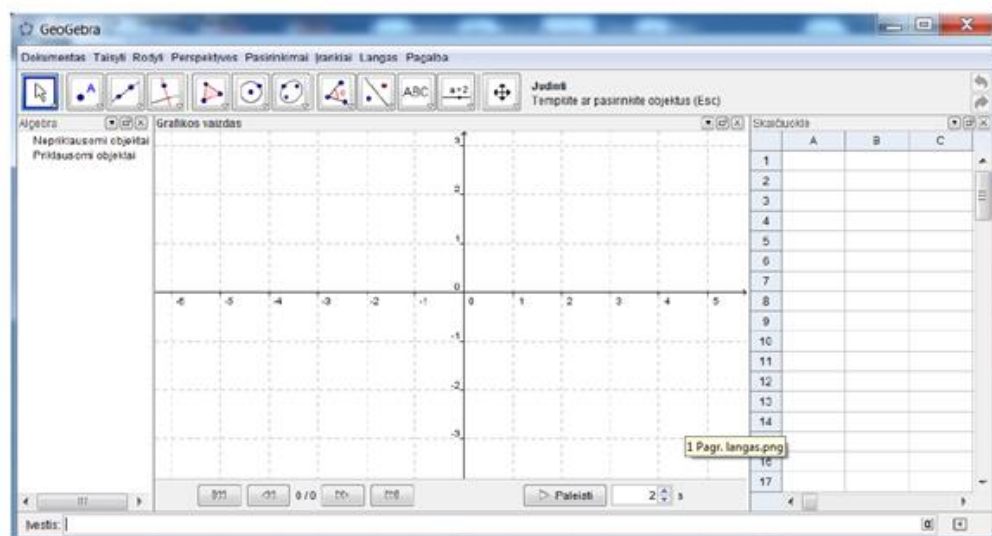 GeoGebra
Dokumentas Taisyti Rodyti Perspektyvos Pasirinkimai Įrankiai Langas Pagalba
A
ABC
a=2
Judinti
Tempkite ar pasirinkite objektus (Esc)
Algebra
Grafikos vaizdas
Skaičiuoklė
Nepriklausomi objektai
Priklausomi objektai
A B C
3
2
1
0
-6 -5 -4 -3 -2 -1 0 1 2 3 4 5
-1
-2
-3
1
2
3
4
5
6
7
8
9
10
11
12
13
14
1 Pagr. langas.png
16
17
0 / 0
Paleisti
2 s
Įvestis:
α